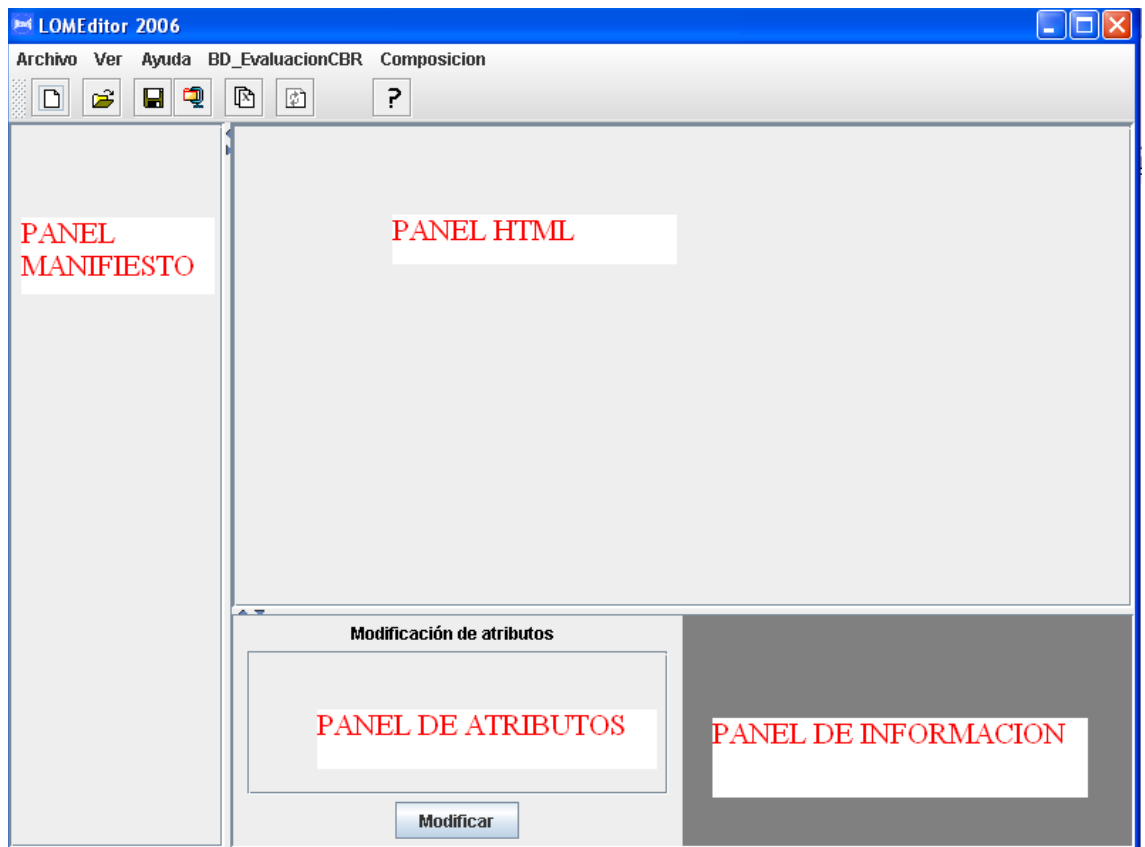 LOMEditor 2006
Archivo Ver Ayuda BD_EvaluacionCBR Composicion
?
PANEL
MANIFIESTO
PANEL HTML
Modificación de atributos
PANEL DE ATRIBUTOS
PANEL DE INFORMACION
Modificar